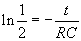 ln 1/2 = − t/RC